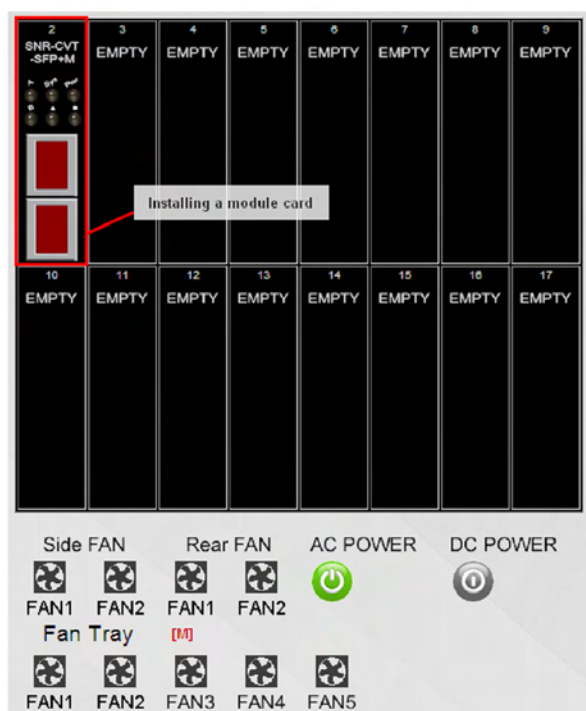 2 3 4 5 6 7 8 9
SNR-CVT
-SFP+M
EMPTY EMPTY EMPTY EMPTY EMPTY EMPTY EMPTY
Installing a module card
10 11 12 13 14 15 16 17
EMPTY EMPTY EMPTY EMPTY EMPTY EMPTY EMPTY EMPTY
Side FAN Rear FAN AC POWER DC POWER
FAN1 FAN2 FAN1 FAN2
Fan Tray [M]
FAN1 FAN2 FAN3 FAN4 FAN5